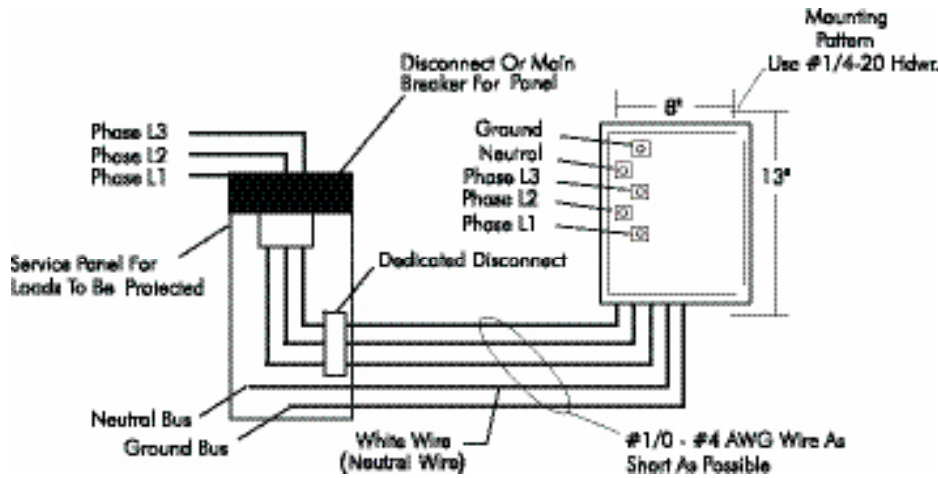 Mounting
Pattern
Use #1/4-20 Hdwr.
Disconnect Or Main
Breaker For Panel
8"
Phase L3
Phase L2
Phase L1
Ground
Neutral
Phase L3
Phase L2
Phase L1
13"
Service Panel For
Loads To Be Protected
Dedicated Disconnect
Neutral Bus
Ground Bus
White Wire
(Neutral Wire)
#1/0 - #4 AWG Wire As
Short As Possible